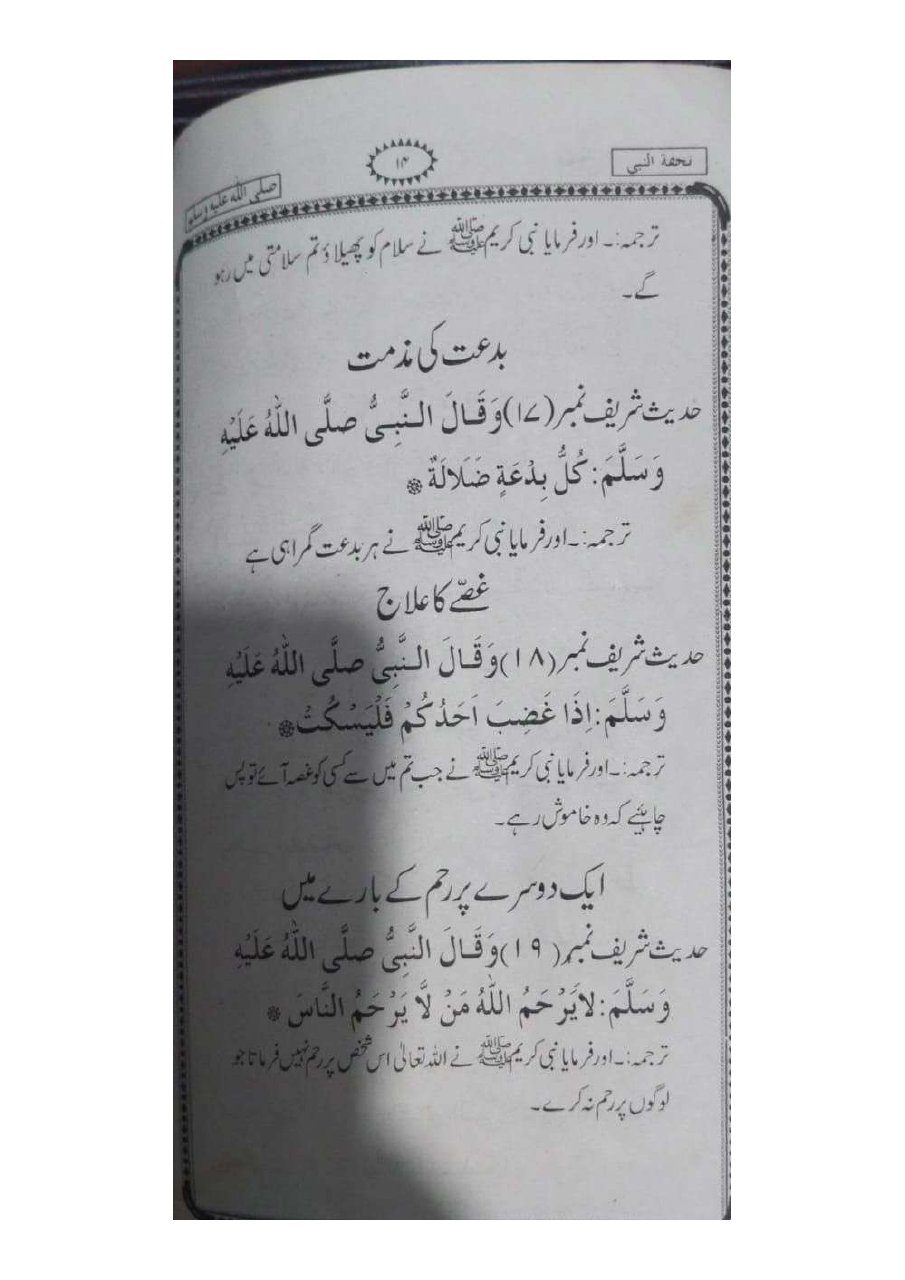 تحفۃ النبی ۱۴ صلی اللہ علیہ وسلم
ترجمہ:۔ اور فرمایا نبی کریم ﷺ نے سلام کو پھیلاؤ تم سلامتی میں رہو
گے۔
بدعت کی مذمت
حدیث شریف نمبر (۱۷) وَقَالَ النَّبِیُّ صلَّی اللّٰہُ عَلَیْہِ
وَسَلَّمَ: کُلُّ بِدْعَةٍ ضَلَالَةٌ
ترجمہ:۔ اور فرمایا نبی کریم ﷺ نے ہر بدعت گمراہی ہے
غصّے کا علاج
حدیث شریف نمبر (۱۸) وَقَالَ النَّبِیُّ صلَّی اللّٰہُ عَلَیْہِ
وَسَلَّمَ: اِذَا غَضِبَ اَحَدُکُمْ فَلْیَسْکُتْ
ترجمہ:۔ اور فرمایا نبی کریم ﷺ نے جب تم میں سے کسی کو غصہ آئے تو پس
چاہئیے کہ وہ خاموش رہے۔
ایک دوسرے پر رحم کے بارے میں
حدیث شریف نمبر (۱۹) وَقَالَ النَّبِیُّ صلَّی اللّٰہُ عَلَیْہِ
وَسَلَّمَ: لَایَرْحَمُ اللّٰہُ مَنْ لَّا یَرْحَمُ النَّاسَ
ترجمہ:۔ اور فرمایا نبی کریم ﷺ نے اللہ تعالٰی اس شخص پر رحم نہیں فرماتا جو
لوگوں پر رحم نہ کرے۔